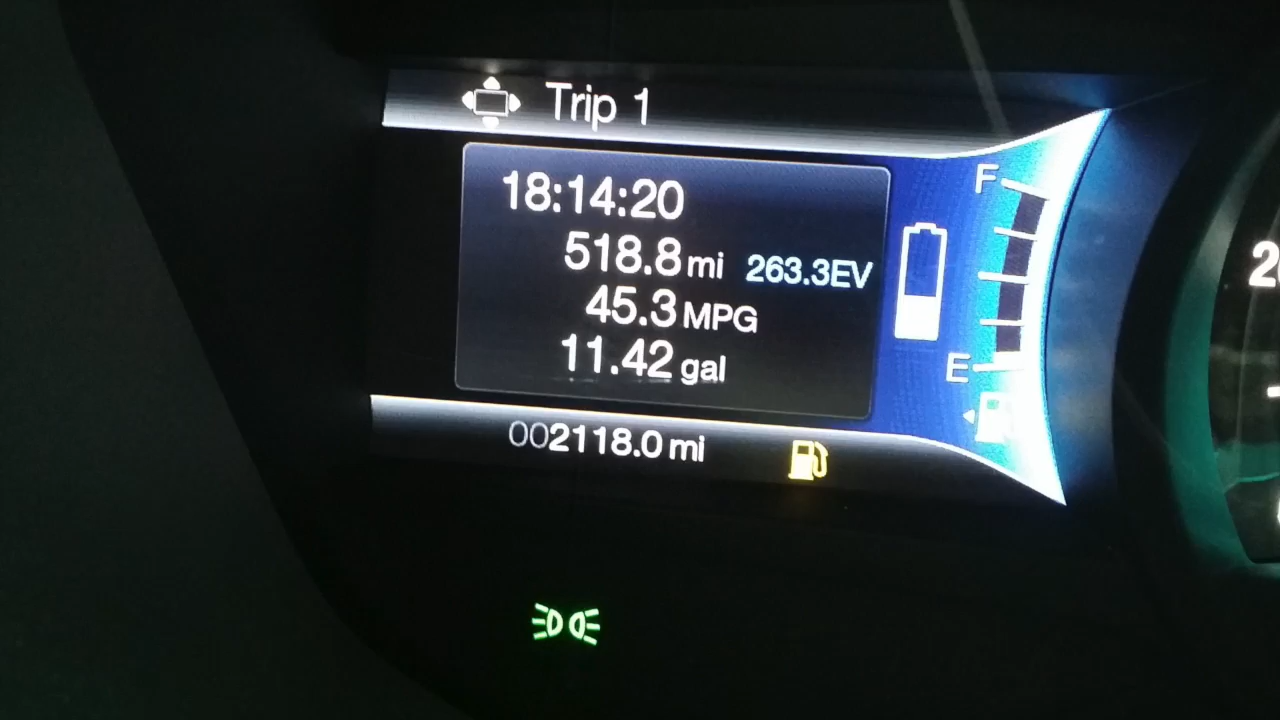 Trip 1
18:14:20
518.8 mi 263.3EV
45.3 MPG
11.42 gal
002118.0 mi
F
E